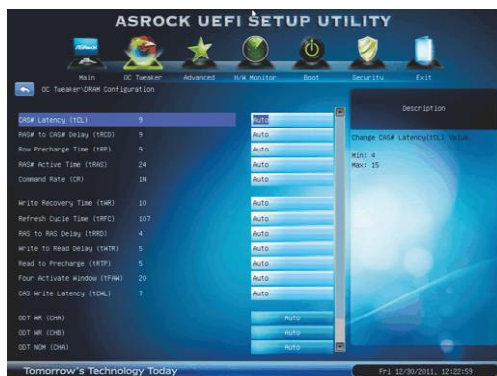 ASROCK UEFI SETUP UTILITY
ASRock
Main OC Tweaker Advanced H/W Monitor Boot Security Exit
OC Tweaker\DRAM Configuration
Description
CAS# Latency (tCL) 9 Auto
Change CAS# Latency(tCL) Value.
RAS# to CAS# Delay (tRCD) 9 Auto
Min: 4
Row Precharge Time (tRP) 9 Auto
Max: 15
RAS# Active Time (tRAS) 24 Auto
Command Rate (CR) 1N Auto
Write Recovery Time (tWR) 10 Auto
Refresh Cycle Time (tRFC) 107 Auto
RAS to RAS Delay (tRRD) 4 Auto
Write to Read Delay (tWTR) 5 Auto
Read to Precharge (tRTP) 5 Auto
Four Activate Window (tFAW) 20 Auto
CAS Write Latency (tCWL) 7 Auto
ODT WR (CHA) Auto
ODT WR (CHB) Auto
ODT NOM (CHA) Auto
Tomorrow's Technology Today
Fri 12/30/2011, 12:22:59